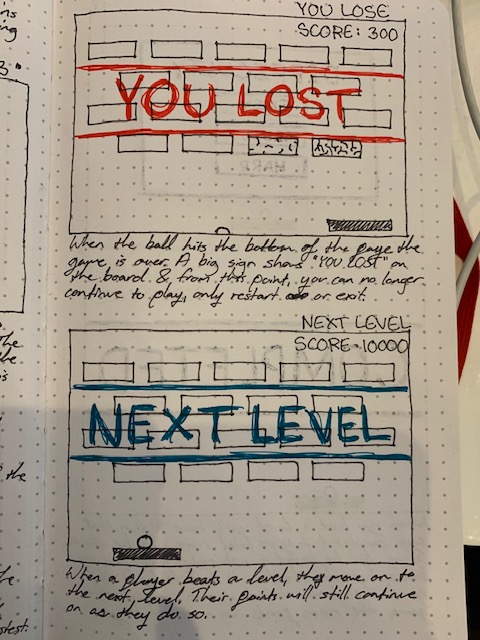 YOU LOSE
SCORE: 300
YOU LOST
When the ball hits the bottom of the page the
game is over. A big sign shows "YOU LOST" on
the board & from this point, you can no longer
continue to play, only restart or exit.
NEXT LEVEL
SCORE: 10000
NEXT LEVEL
When a player beats a level, they move on to
the next level. Their points will still continue
on as they do so.